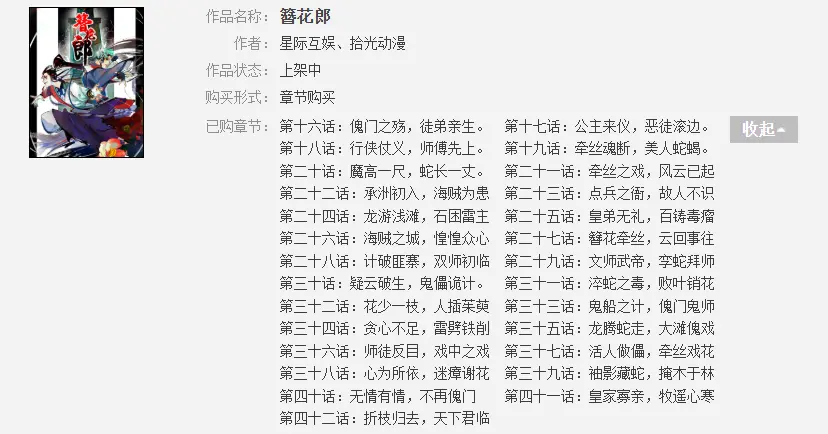 簪花郎
作品名称： 簪花郎
作者： 星际互娱、拾光动漫
作品状态： 上架中
购买形式： 章节购买
已购章节： 第十六话：傀门之殇，徒弟亲生。 第十七话：公主来仪，恶徒滚边。 收起
第十八话：行侠仗义，师傅先上。 第十九话：牵丝魂断，美人蛇蝎。
第二十话：魔高一尺，蛇长一丈。 第二十一话：牵丝之戏，风云已起
第二十二话：承洲初入，海贼为患 第二十三话：点兵之衙，故人不识
第二十四话：龙游浅滩，石困雷主 第二十五话：皇弟无礼，百铸毒瘤
第二十六话：海贼之城，惶惶众心 第二十七话：簪花牵丝，云回事往
第二十八话：计破匪寨，双师初临 第二十九话：文师武帝，孪蛇拜师
第三十话：疑云破生，鬼儡诡计。 第三十一话：淬蛇之毒，败叶销花
第三十二话：花少一枝，人插茱萸 第三十三话：鬼船之计，傀门鬼师
第三十四话：贪心不足，雷劈铁削 第三十五话：龙腾蛇走，大滩傀戏
第三十六话：师徒反目，戏中之戏 第三十七话：活人做儡，牵丝戏花
第三十八话：心为所依，迷瘴谢花 第三十九话：袖影藏蛇，掩木于林
第四十话：无情有情，不再傀门 第四十一话：皇家寡亲，牧遥心寒
第四十二话：折枝归去，天下君临